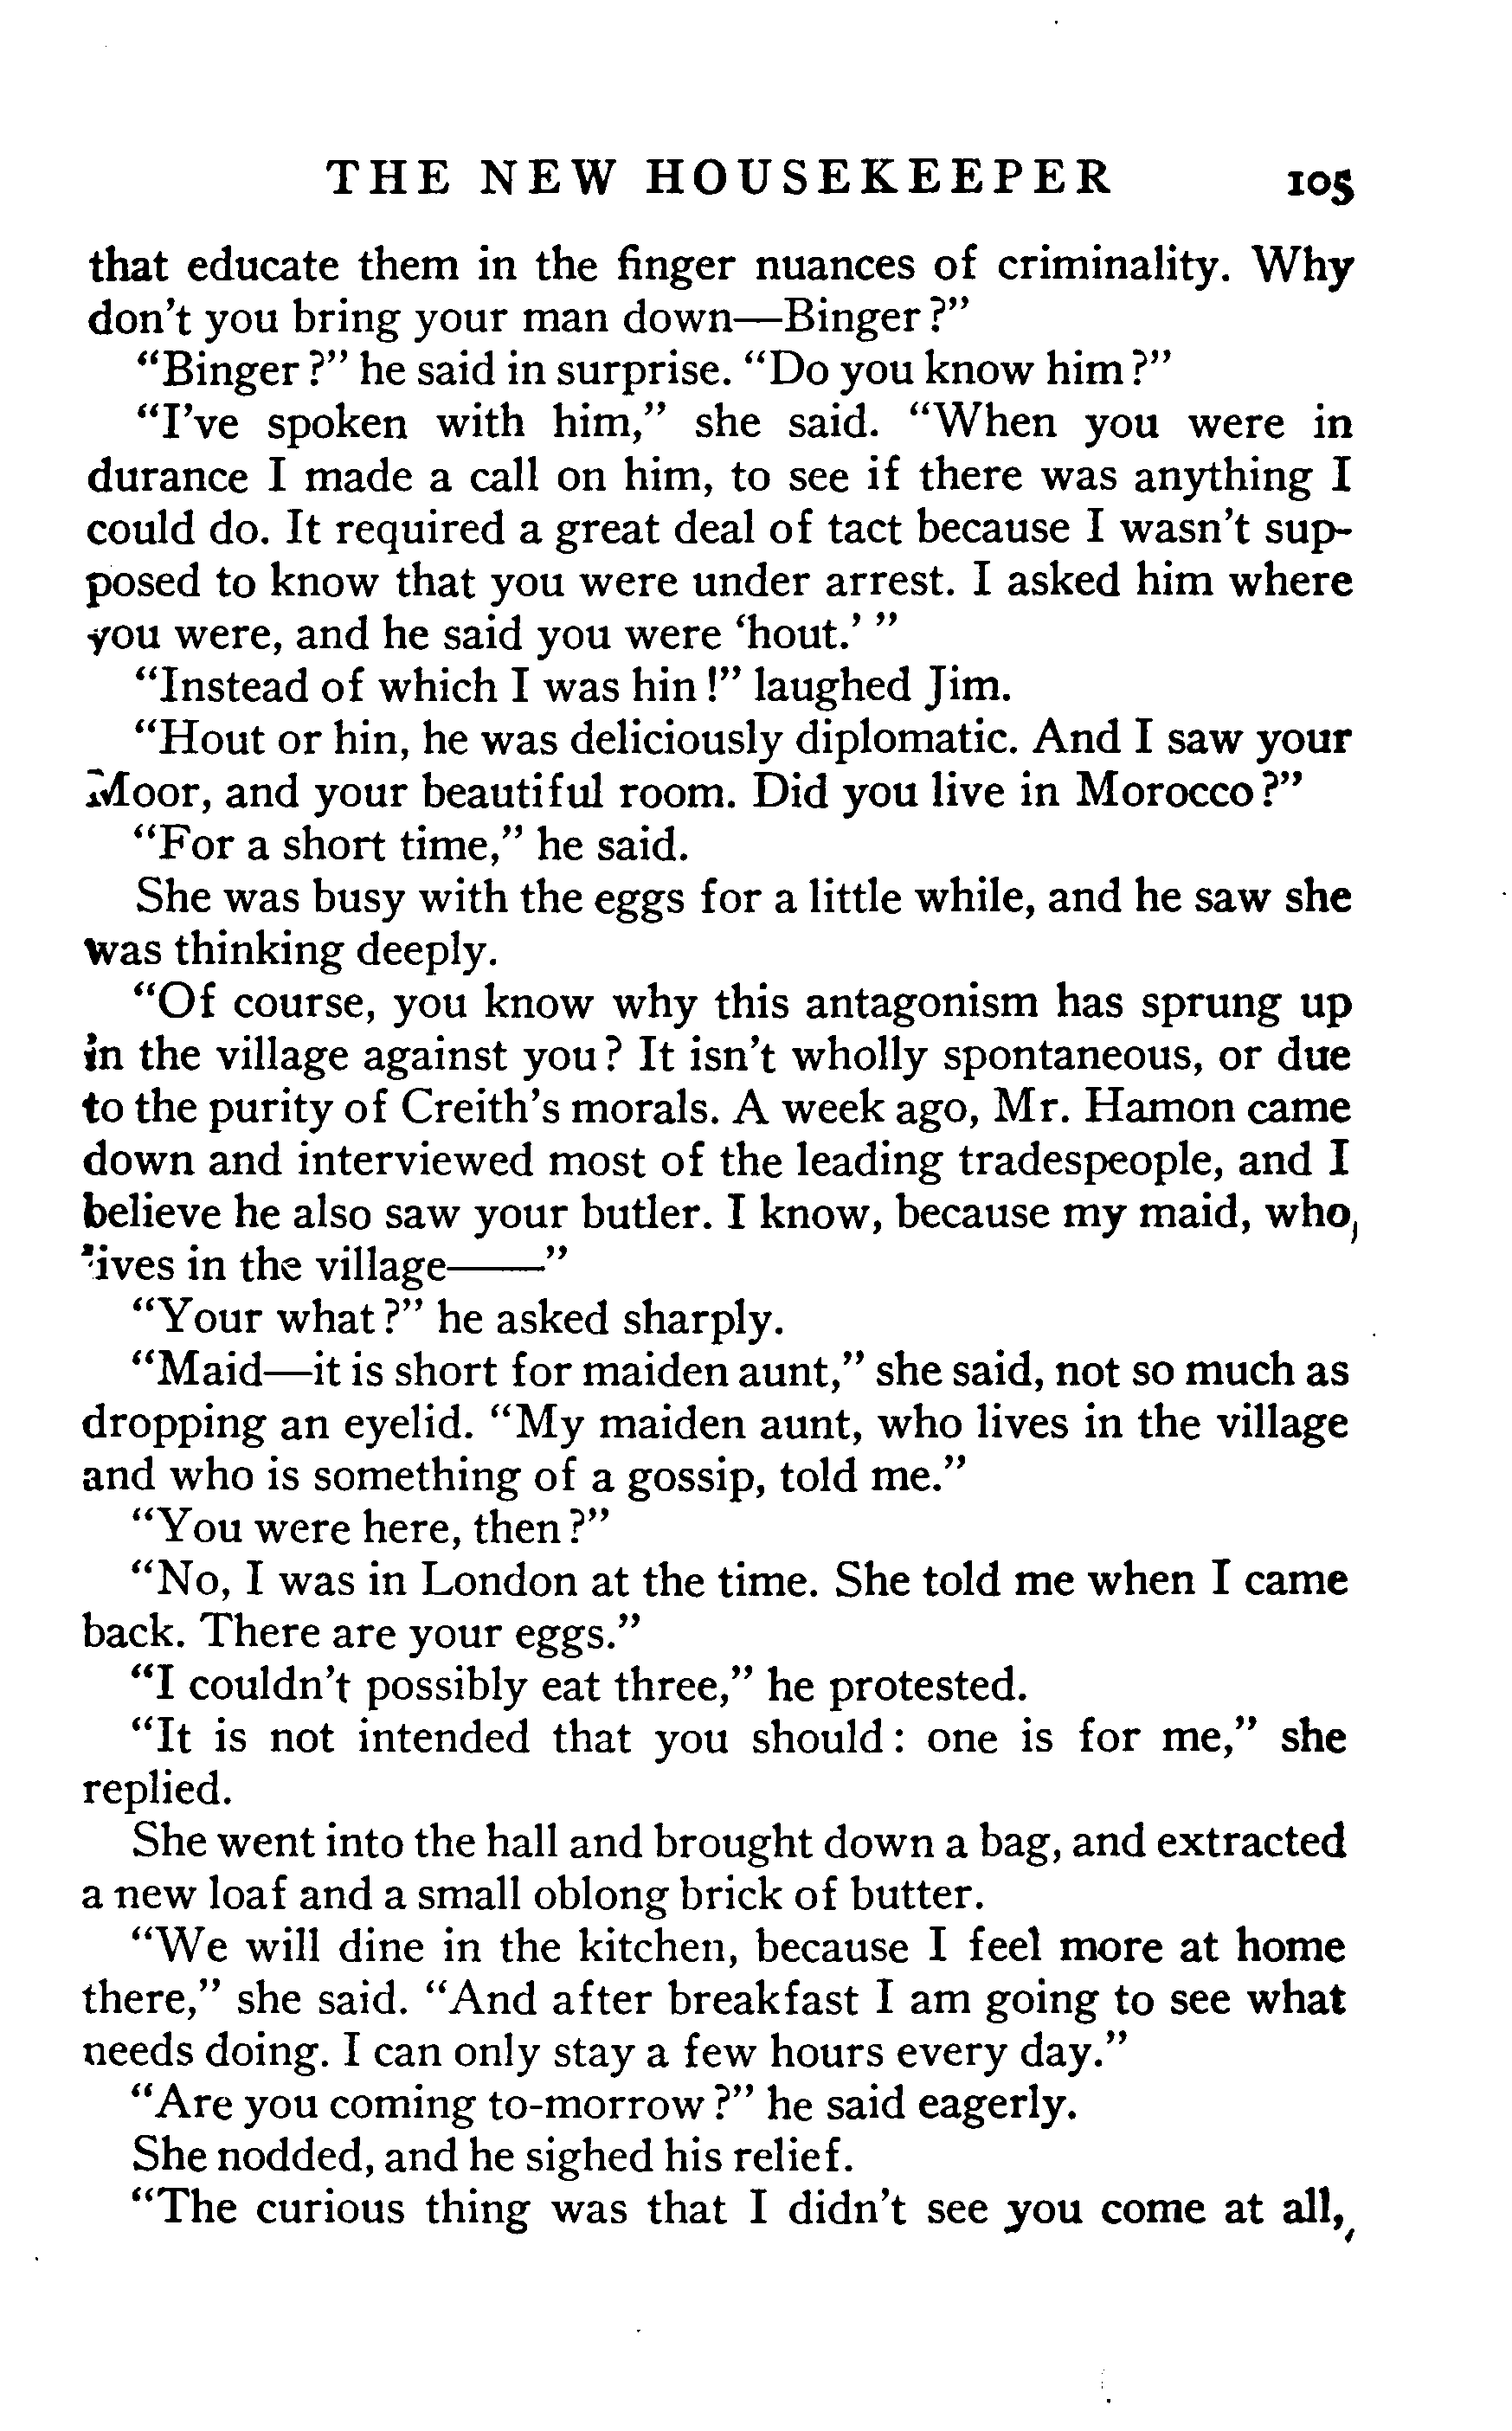 THE NEW HOUSEKEEPER 105
that educate them in the finger nuances of criminality. Why
don't you bring your man down—Binger?"
"Binger?" he said in surprise. "Do you know him?"
"I've spoken with him," she said. "When you were in
durance I made a call on him, to see if there was anything I
could do. It required a great deal of tact because I wasn't sup-
posed to know that you were under arrest. I asked him where
you were, and he said you were 'hout.' "
"Instead of which I was hin!" laughed Jim.
"Hout or hin, he was deliciously diplomatic. And I saw your
Moor, and your beautiful room. Did you live in Morocco?"
"For a short time," he said.
She was busy with the eggs for a little while, and he saw she
was thinking deeply.
"Of course, you know why this antagonism has sprung up
in the village against you? It isn't wholly spontaneous, or due
to the purity of Creith's morals. A week ago, Mr. Hamon came
down and interviewed most of the leading tradespeople, and I
believe he also saw your butler. I know, because my maid, who,
lives in the village——"
"Your what?" he asked sharply.
"Maid—it is short for maiden aunt," she said, not so much as
dropping an eyelid. "My maiden aunt, who lives in the village
and who is something of a gossip, told me."
"You were here, then?"
"No, I was in London at the time. She told me when I came
back. There are your eggs."
"I couldn't possibly eat three," he protested.
"It is not intended that you should: one is for me," she
replied.
She went into the hall and brought down a bag, and extracted
a new loaf and a small oblong brick of butter.
"We will dine in the kitchen, because I feel more at home
there," she said. "And after breakfast I am going to see what
needs doing. I can only stay a few hours every day."
"Are you coming to-morrow?" he said eagerly.
She nodded, and he sighed his relief.
"The curious thing was that I didn't see you come at all,